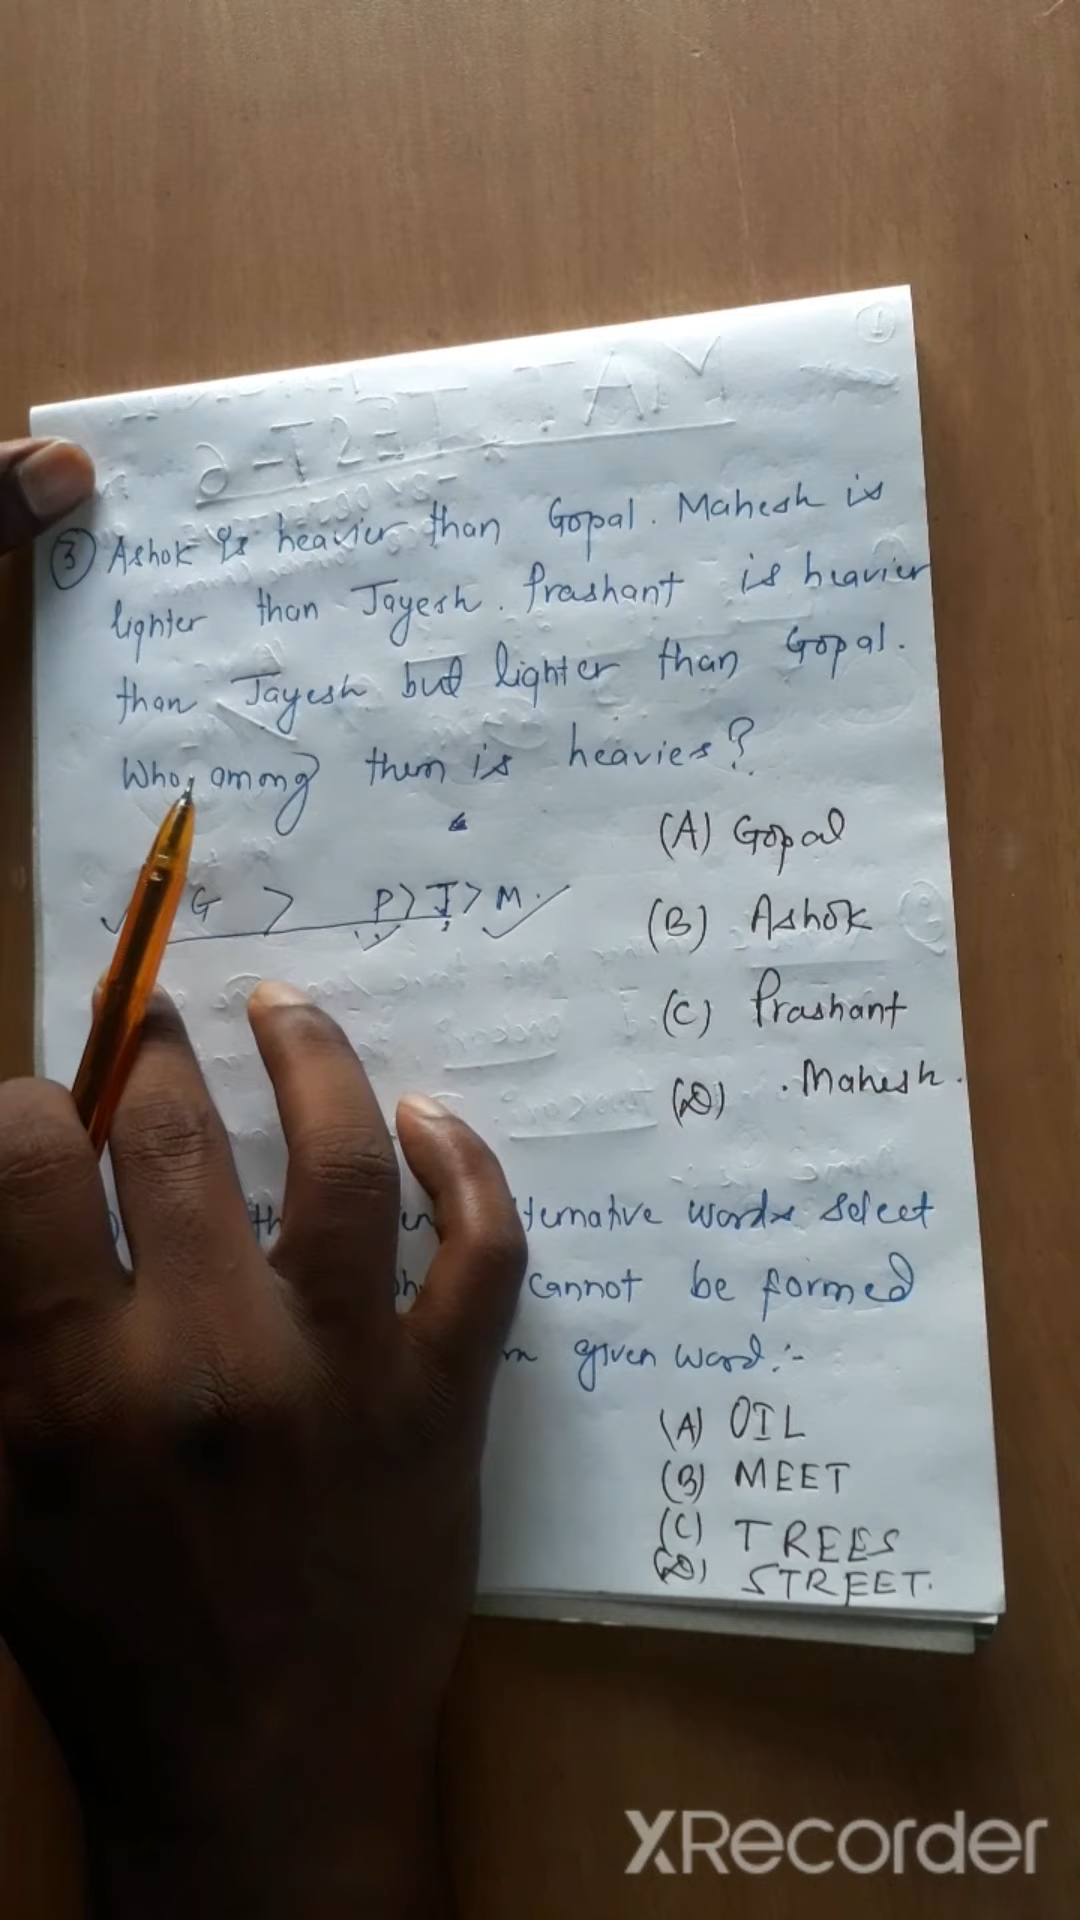 ③ Ashok is heavier than Gopal. Mahesh is
lighter than Jayesh. Prashant is heavier
than Jayesh but lighter than Gopal.
Who among them is heavies?
(A) Gopal
G > P > J > M.
(B) Ashok
(C) Prashant
(D) .Mahesh.
words select
cannot be formed
given word:-
(A) OIL
(B) MEET
(C) TREES
(D) STREET.
XRecorder